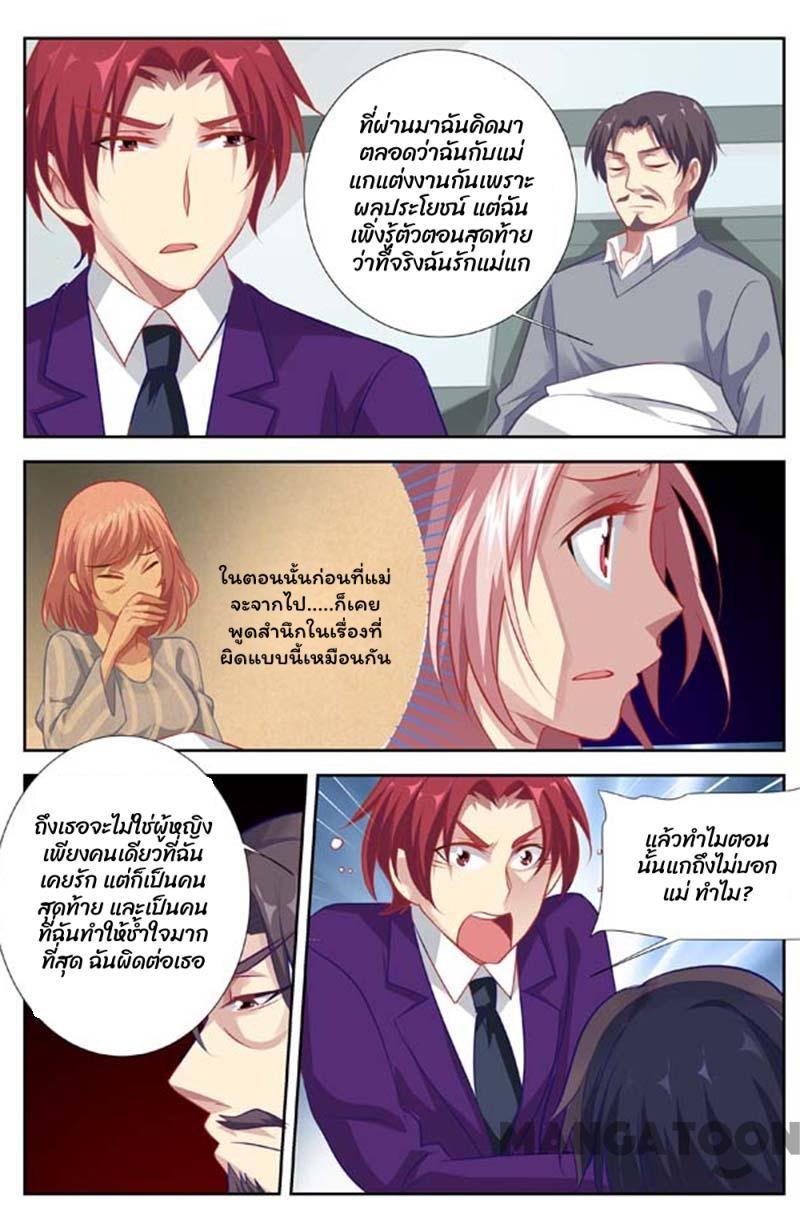 ที่ผ่านมาฉันคิดมา
ตลอดว่าฉันกับแม่
แกแต่งงานกันเพราะ
ผลประโยชน์ แต่ฉัน
เพิ่งรู้ตัวตอนสุดท้าย
ว่าที่จริงฉันรักแม่แก
ในตอนนั้นก่อนที่แม่
จะจากไป.....ก็เคย
พูดสำนึกในเรื่องที่
ผิดแบบนี้เหมือนกัน
ถึงเธอจะไม่ใช่ผู้หญิง
เพียงคนเดียวที่ฉัน
เคยรัก แต่ก็เป็นคน
สุดท้าย และเป็นคน
ที่ฉันทำให้ช้ำใจมาก
ที่สุด ฉันผิดต่อเธอ
แล้วทำไมตอน
นั้นแกถึงไม่บอก
แม่ ทำไม?
MANGATOON